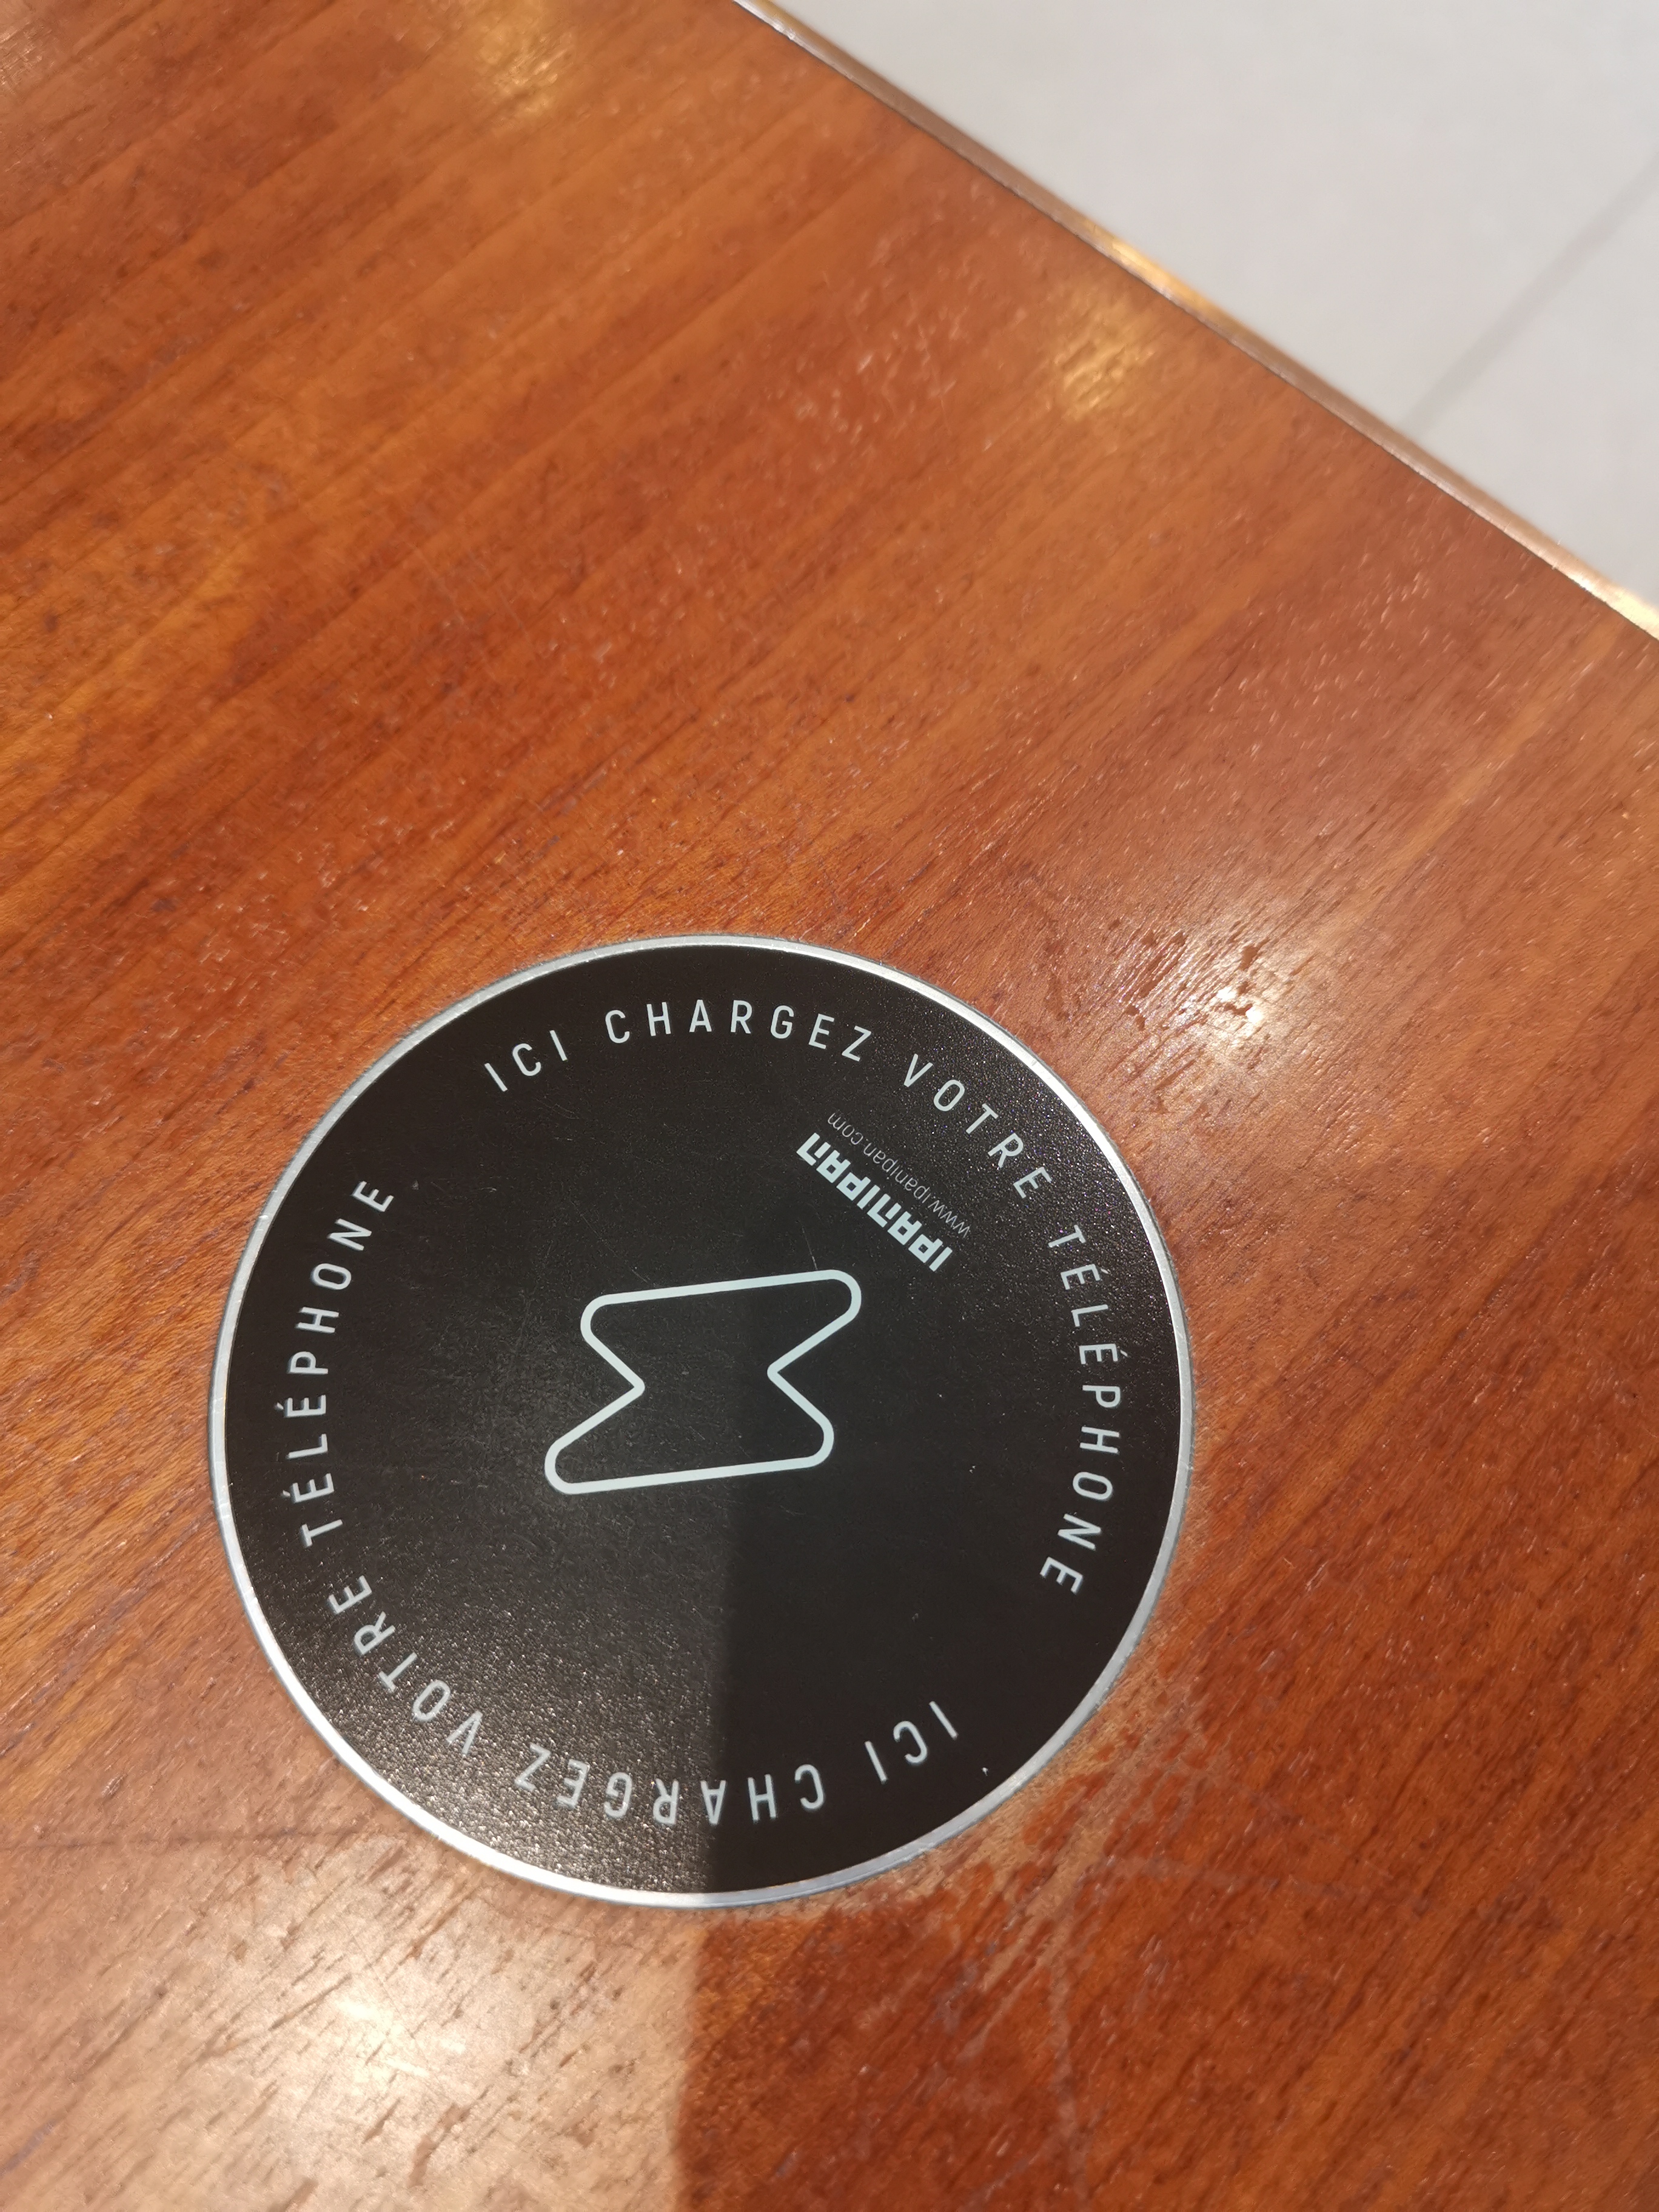 ICI CHARGEZ VOTRE TÉLÉPHONE
www.ipanipan.com
IPANIPAN
ICI CHARGEZ VOTRE TÉLÉPHONE